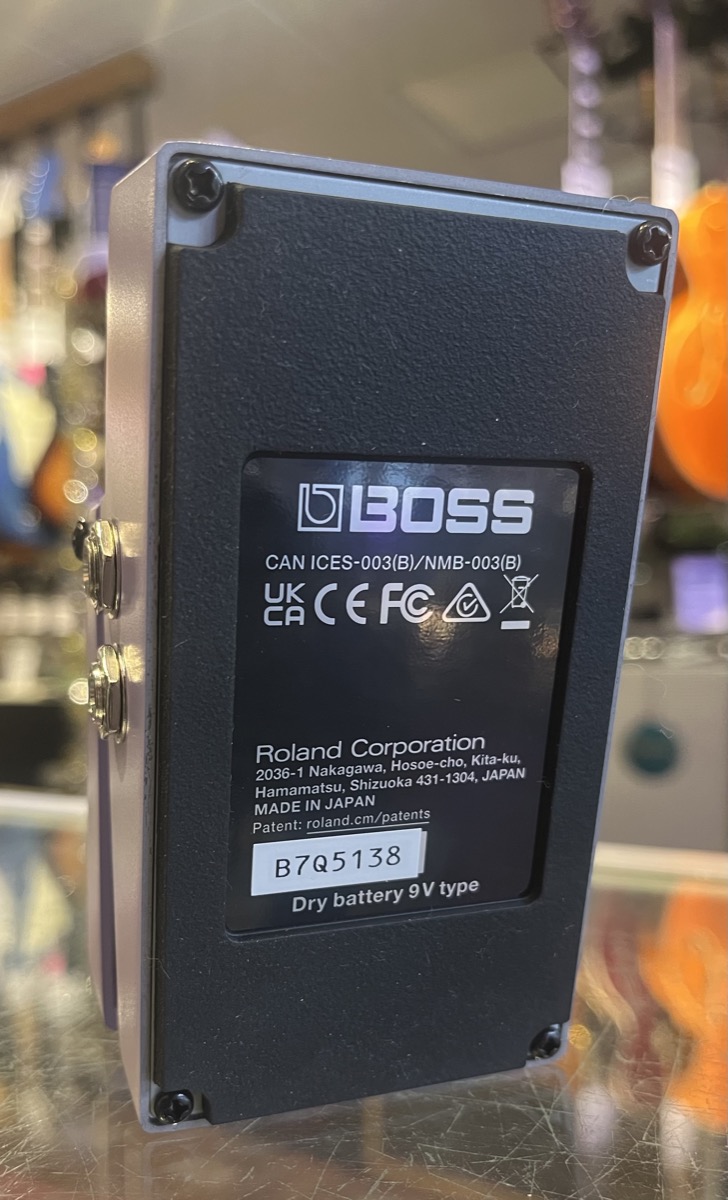 BOSS
CAN ICES-003(B)/NMB-003(B)
UK
CA CE FC
Roland Corporation
2036-1 Nakagawa, Hosoe-cho, Kita-ku,
Hamamatsu, Shizuoka 431-1304, JAPAN
MADE IN JAPAN
Patent: roland.cm/patents
B7Q5138
Dry battery 9V type